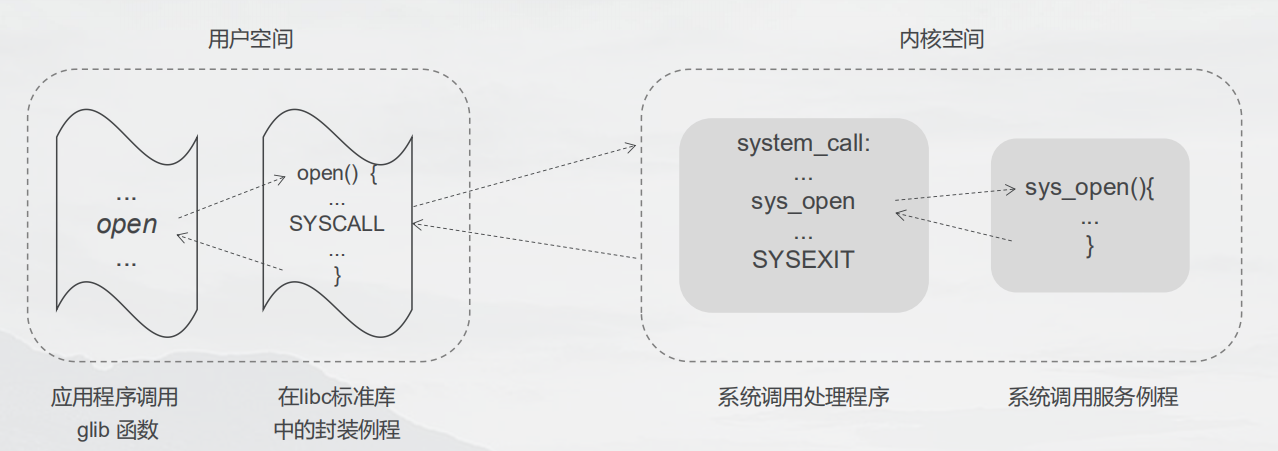 用户空间
内核空间
...
open
...
open() {
...
SYSCALL
...
}
system_call:
...
sys_open
...
SYSEXIT
sys_open(){
...
}
应用程序调用
glib 函数
在libc标准库
中的封装例程
系统调用处理程序
系统调用服务例程